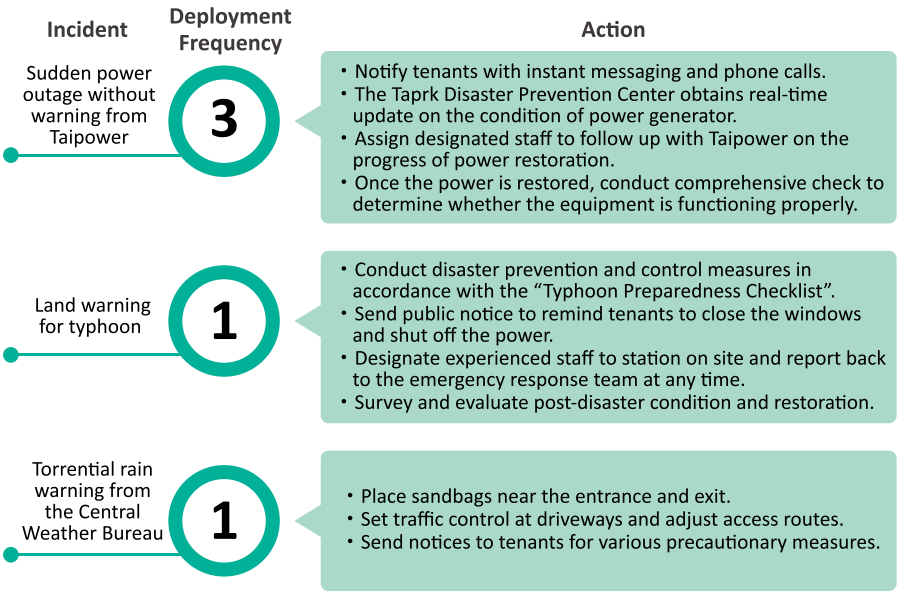 Incident
Deployment
Frequency
Action
Sudden power
outage without
warning from
Taipower
3
• Notify tenants with instant messaging and phone calls.
• The Taprk Disaster Prevention Center obtains real-time
update on the condition of power generator.
• Assign designated staff to follow up with Taipower on the
progress of power restoration.
• Once the power is restored, conduct comprehensive check to
determine whether the equipment is functioning properly.
Land warning
for typhoon
1
• Conduct disaster prevention and control measures in
accordance with the “Typhoon Preparedness Checklist”.
• Send public notice to remind tenants to close the windows
and shut off the power.
• Designate experienced staff to station on site and report back
to the emergency response team at any time.
• Survey and evaluate post-disaster condition and restoration.
Torrential rain
warning from
the Central
Weather Bureau
1
• Place sandbags near the entrance and exit.
• Set traffic control at driveways and adjust access routes.
• Send notices to tenants for various precautionary measures.